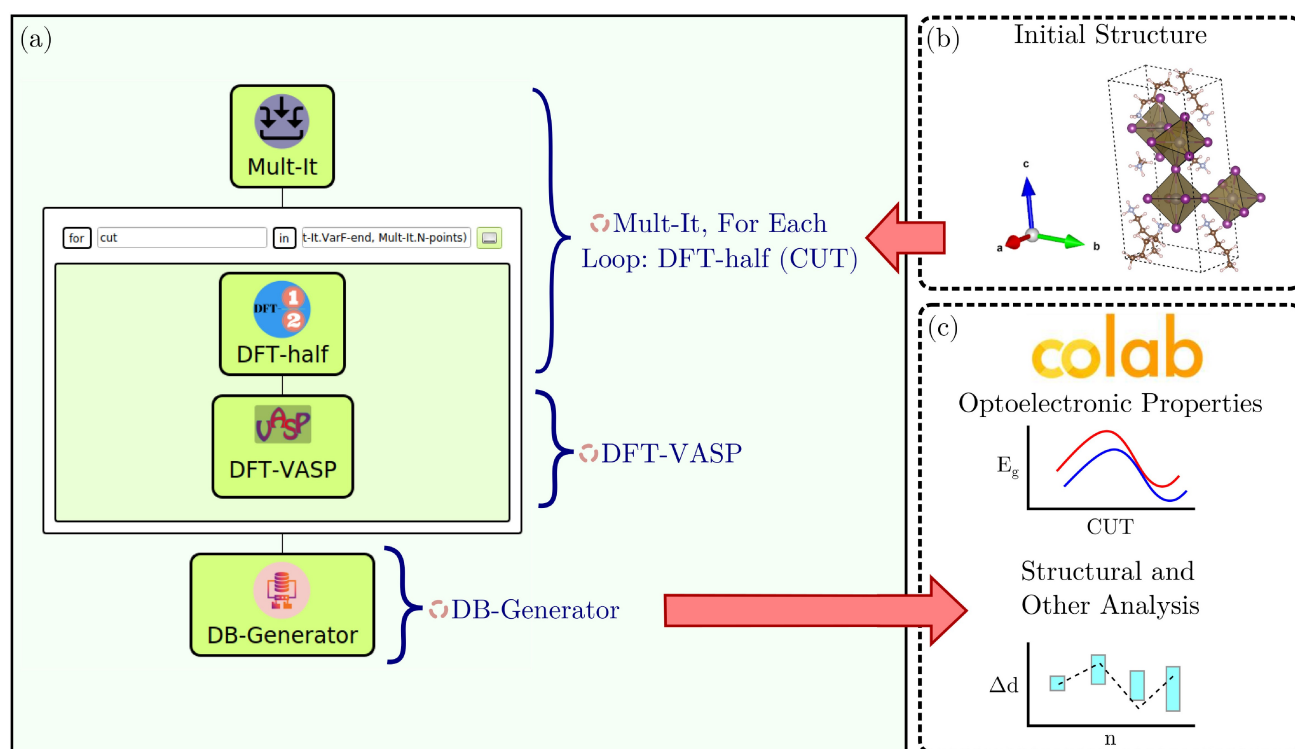 (a)
Mult-It
for cut in t-It.VarF-end, Mult-It.N-points)
DFT- 1 2
DFT-half
VASP
DFT-VASP
DB-Generator
Mult-It, For Each
Loop: DFT-half (CUT)
DFT-VASP
DB-Generator
(b)
Initial Structure
c
a
b
(c)
colab
Optoelectronic Properties
Eg
CUT
Structural and
Other Analysis
Δd
n